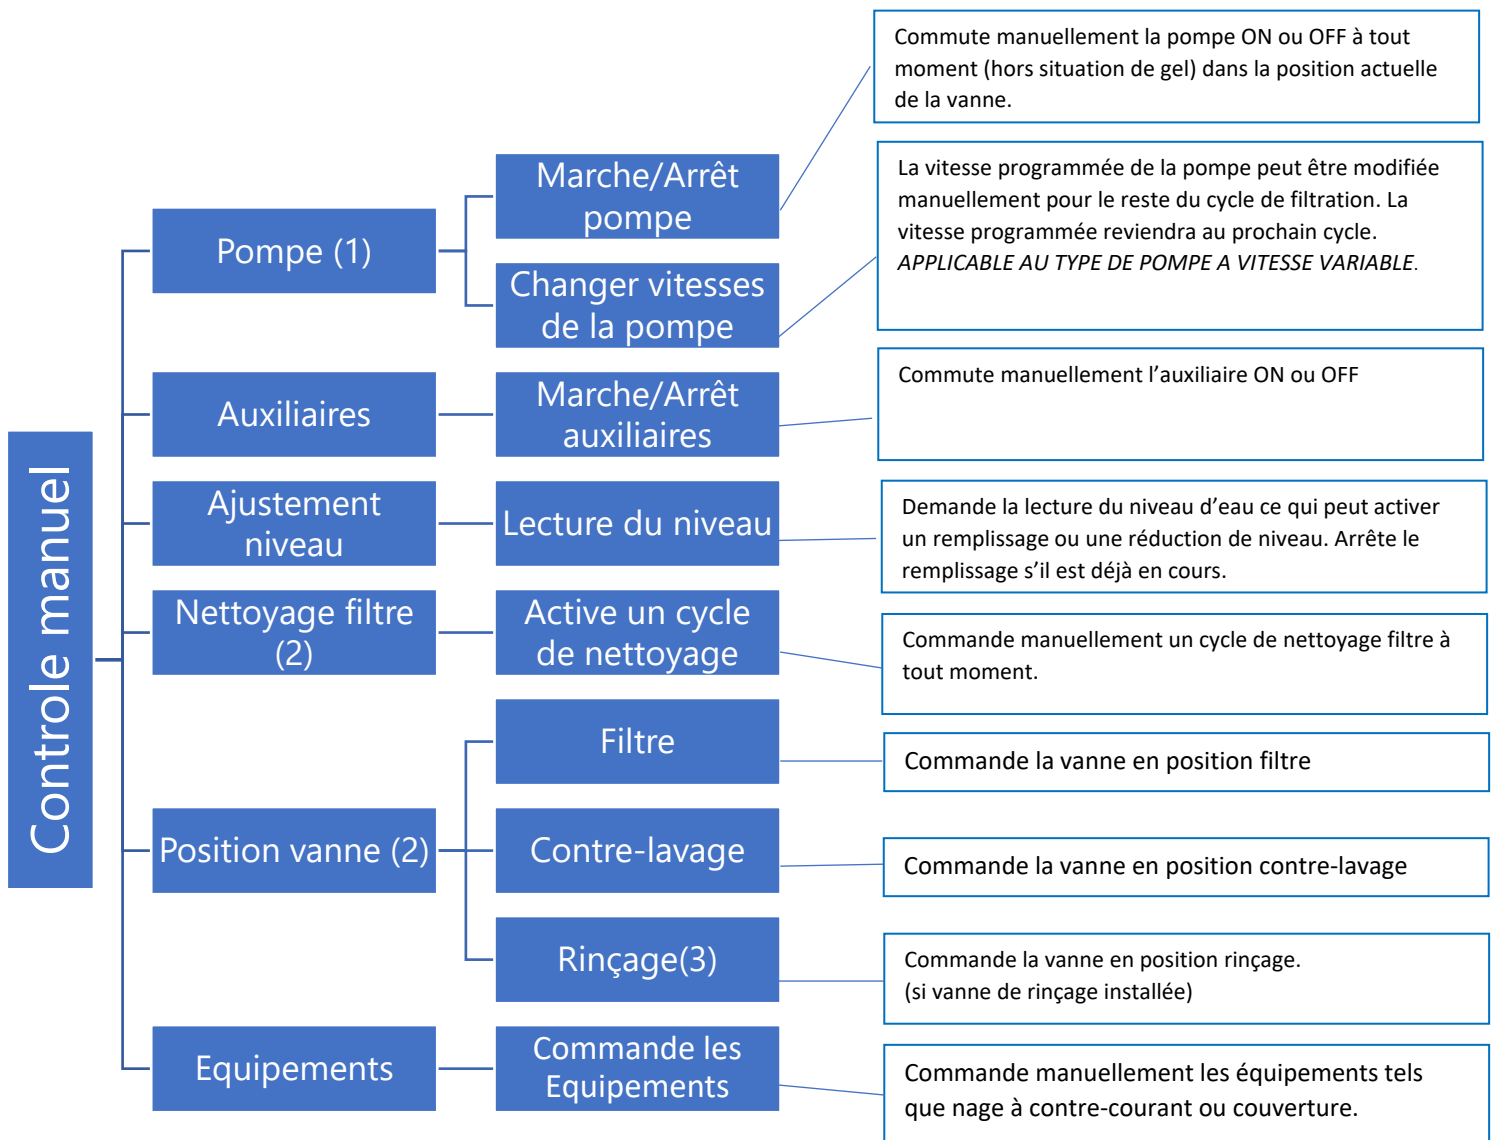 Controle manuel
Pompe (1)
Marche/Arrêt
pompe
Commute manuellement la pompe ON ou OFF à tout
moment (hors situation de gel) dans la position actuelle
de la vanne.
Changer vitesses
de la pompe
La vitesse programmée de la pompe peut être modifiée
manuellement pour le reste du cycle de filtration. La
vitesse programmée reviendra au prochain cycle.
APPLICABLE AU TYPE DE POMPE A VITESSE VARIABLE.
Auxiliaires
Marche/Arrêt
auxiliaires
Commute manuellement l’auxiliaire ON ou OFF
Ajustement
niveau
Lecture du niveau
Demande la lecture du niveau d’eau ce qui peut activer
un remplissage ou une réduction de niveau. Arrête le
remplissage s’il est déjà en cours.
Nettoyage filtre
(2)
Active un cycle
de nettoyage
Commande manuellement un cycle de nettoyage filtre à
tout moment.
Position vanne (2)
Filtre
Commande la vanne en position filtre
Contre-lavage
Commande la vanne en position contre-lavage
Rinçage(3)
Commande la vanne en position rinçage.
(si vanne de rinçage installée)
Equipements
Commande les
Equipements
Commande manuellement les équipements tels
que nage à contre-courant ou couverture.